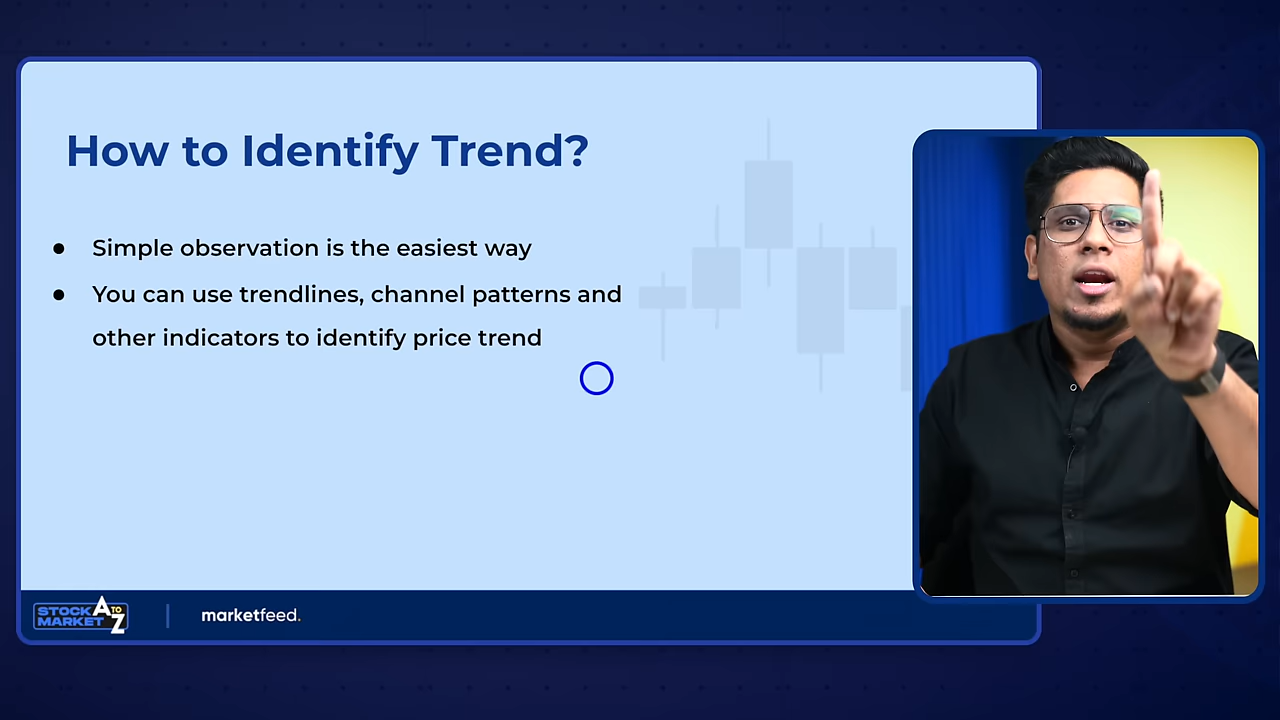 How to Identify Trend?
● Simple observation is the easiest way
● You can use trendlines, channel patterns and
other indicators to identify price trend
STOCK MARKET A TO Z
marketfeed.